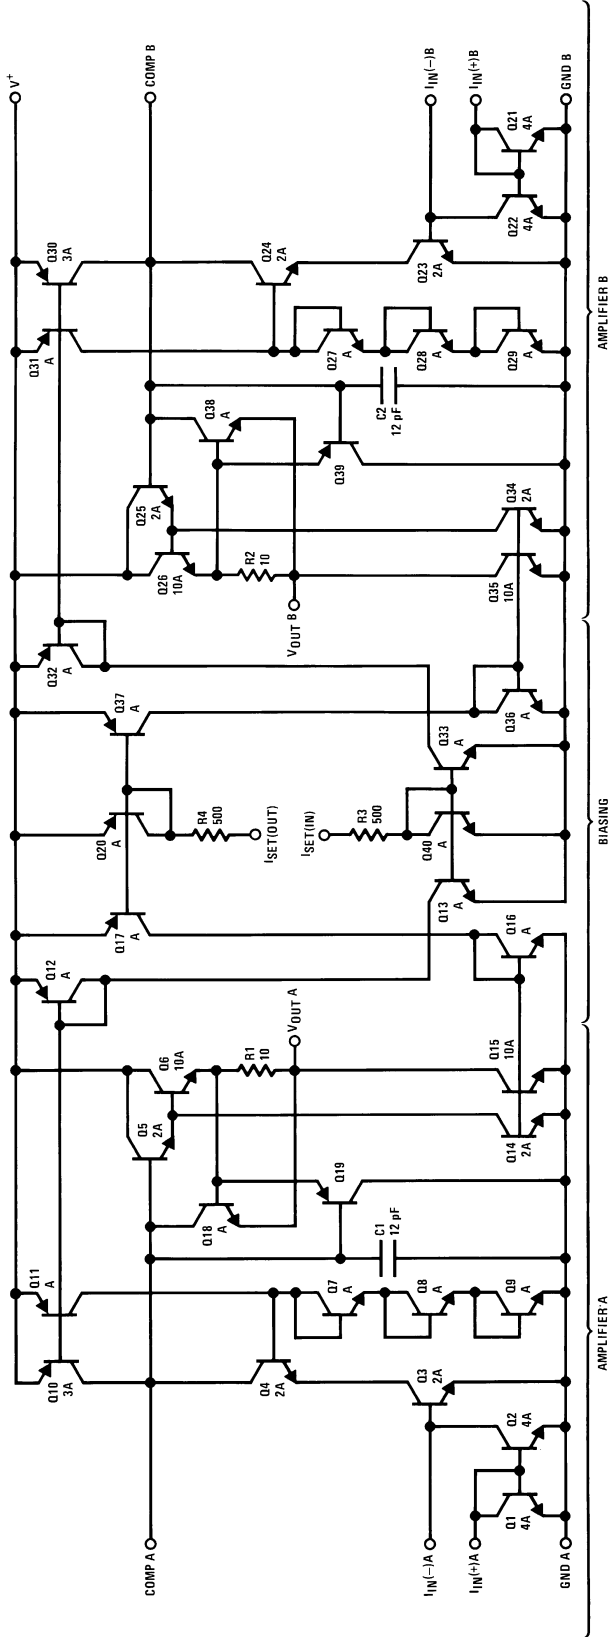 V+
Q10
3A
Q11
A
Q12
A
Q32
A
Q31
A
Q30
3A
Q17
A
Q20
A
Q37
A
COMP A
COMP B
Q5
2A
Q6
10A
Q26
10A
Q25
2A
Q18
A
Q38
A
R4
500
R1
10
R2
10
ISET(OUT)
Q4
2A
Q24
2A
VOUT A
VOUT B
ISET(IN)
Q7
A
Q19
Q39
Q27
A
R3
500
C1
12 pF
C2
12 pF
Q3
2A
Q8
A
Q13
A
Q40
A
Q33
A
Q28
A
Q23
2A
IIN(−)A
IIN(−)B
IIN(+)A
IIN(+)B
Q1
4A
Q2
4A
Q9
A
Q14
2A
Q15
10A
Q16
A
Q36
A
Q35
10A
Q34
2A
Q29
A
Q22
4A
Q21
4A
GND A
GND B
AMPLIFIER A
BIASING
AMPLIFIER B